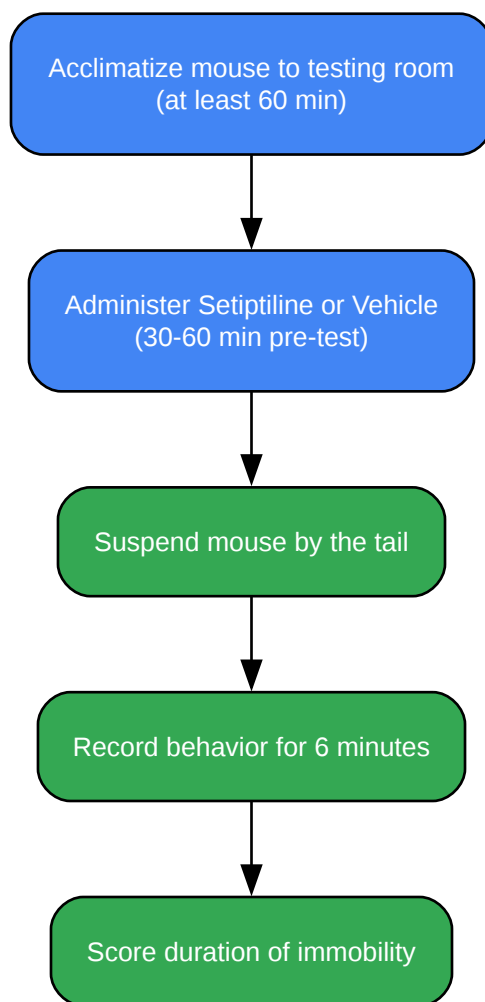 Acclimatize mouse to testing room
(at least 60 min)
Administer Setiptiline or Vehicle
(30-60 min pre-test)
Suspend mouse by the tail
Record behavior for 6 minutes
Score duration of immobility